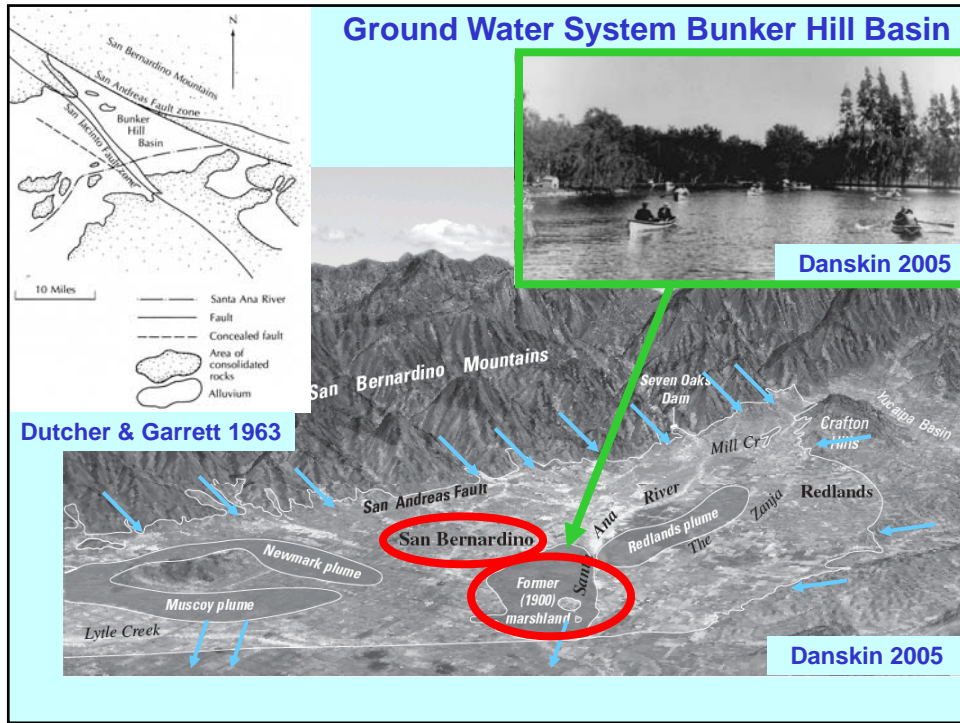 Ground Water System Bunker Hill Basin
N
San Bernardino Mountains
San Andreas Fault zone
Bunker
Hill
Basin
San Jacinto Fault zone
10 Miles
Santa Ana River
Fault
Concealed fault
Area of
consolidated
rocks
Alluvium
Dutcher & Garrett 1963
Danskin 2005
San Bernardino Mountains
Seven Oaks
Dam
Yucaipa Basin
Crafton
Hills
Mill Cr
Redlands
San Andreas Fault
River
Zanja
San Bernardino
Santa Ana
Redlands plume
The
Newmark plume
Former
(1900)
marshland
Muscoy plume
Lytle Creek
Danskin 2005